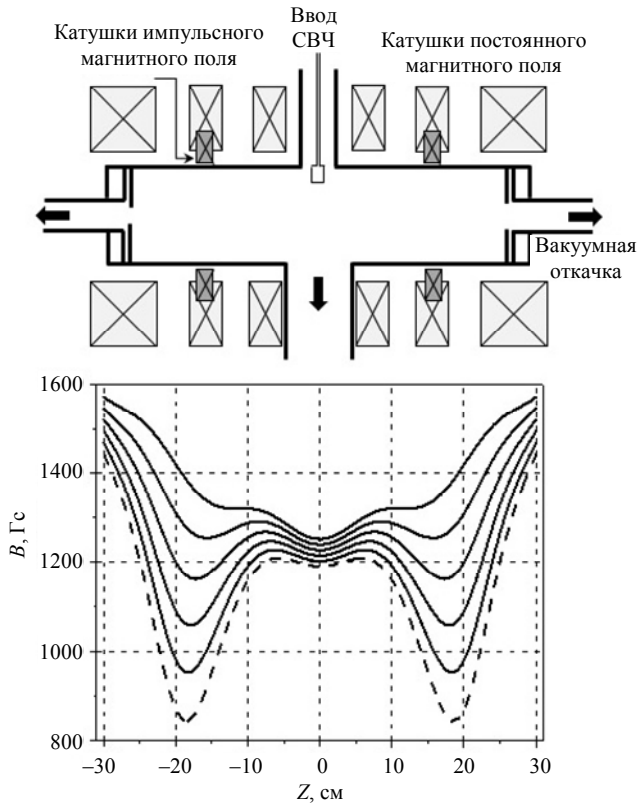 Ввод
СВЧ
Катушки импульсного
магнитного поля
Катушки постоянного
магнитного поля
Вакуумная
откачка
1600
1400
1200
1000
800
B, Гс
−30
−20
−10
0
10
20
30
Z, см